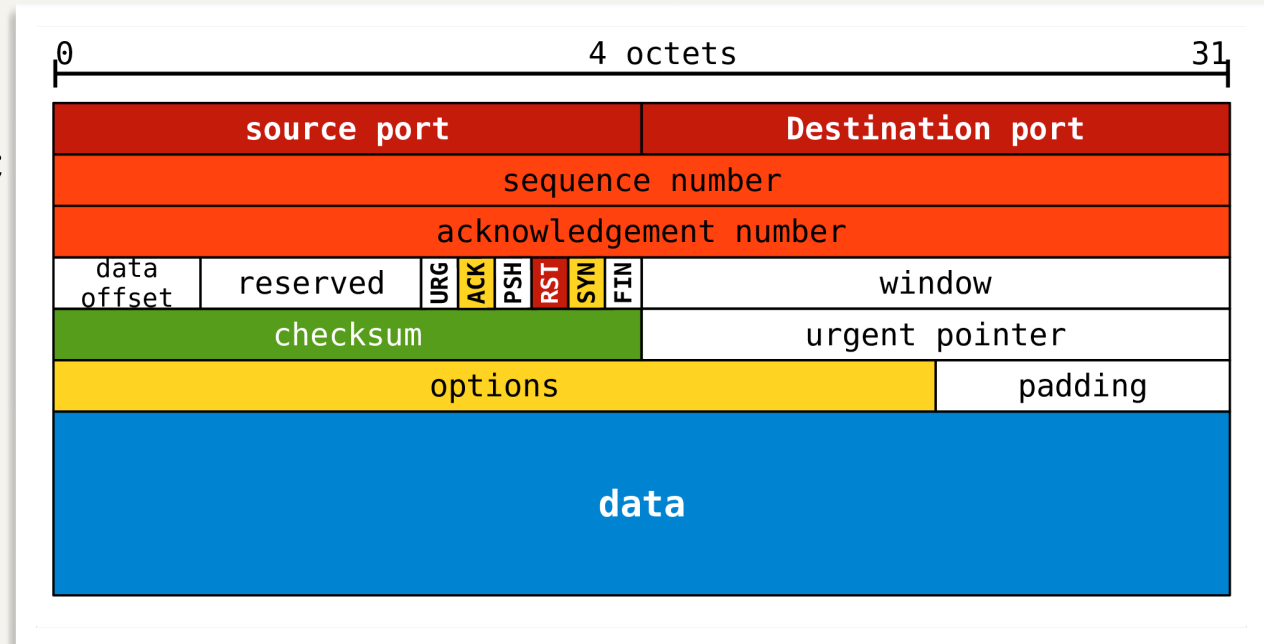 0 4 octets 31
source port Destination port
sequence number
acknowledgement number
data offset reserved URG ACK PSH RST SYN FIN window
checksum urgent pointer
options padding
data